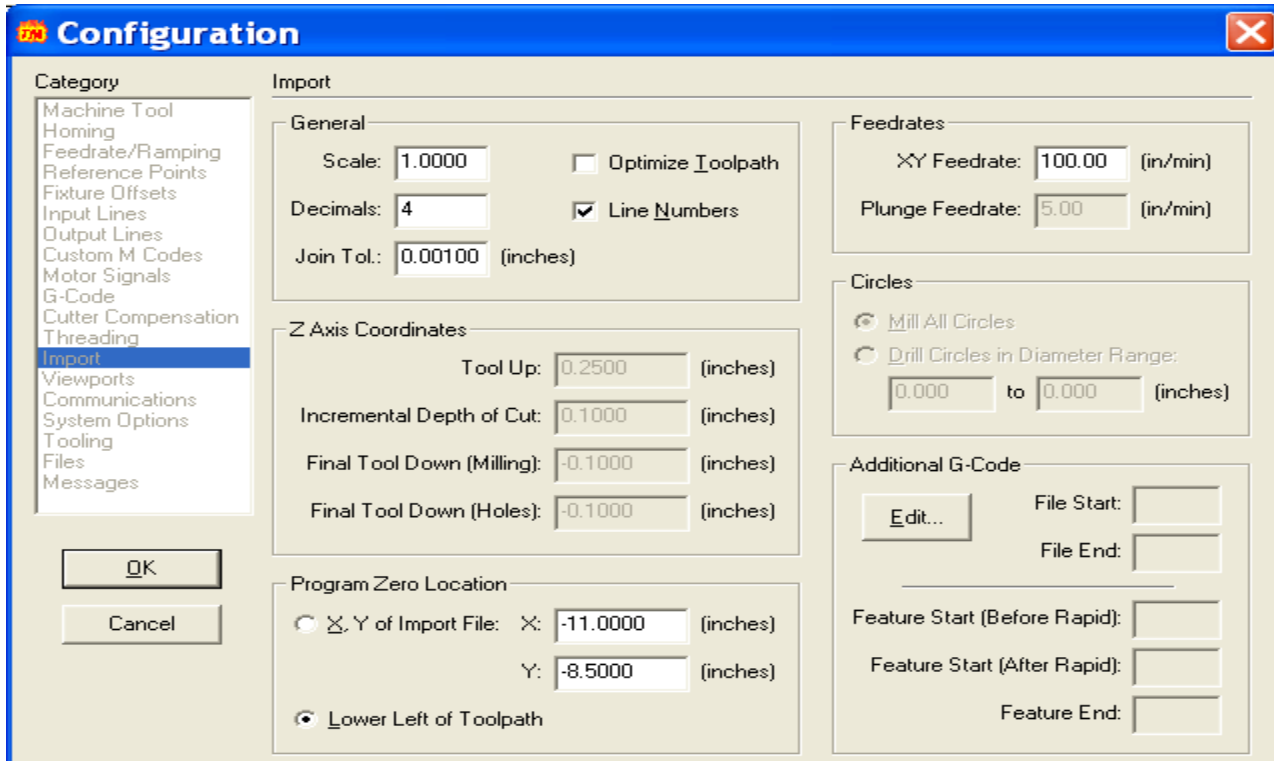 Configuration
Category
Machine Tool
Homing
Feedrate/Ramping
Reference Points
Fixture Offsets
Input Lines
Output Lines
Custom M Codes
Motor Signals
G-Code
Cutter Compensation
Threading
Import
Viewports
Communications
System Options
Tooling
Files
Messages
OK
Cancel
Import
General
Scale: 1.0000 Optimize Toolpath
Decimals: 4 Line Numbers
Join Tol.: 0.00100 (inches)
Z Axis Coordinates
Tool Up: 0.2500 (inches)
Incremental Depth of Cut: 0.1000 (inches)
Final Tool Down (Milling): -0.1000 (inches)
Final Tool Down (Holes): -0.1000 (inches)
Program Zero Location
X, Y of Import File: X: -11.0000 (inches)
Y: -8.5000 (inches)
Lower Left of Toolpath
Feedrates
XY Feedrate: 100.00 (in/min)
Plunge Feedrate: 5.00 (in/min)
Circles
Mill All Circles
Drill Circles in Diameter Range:
0.000 to 0.000 (inches)
Additional G-Code
Edit... File Start:
File End:
Feature Start (Before Rapid):
Feature Start (After Rapid):
Feature End: